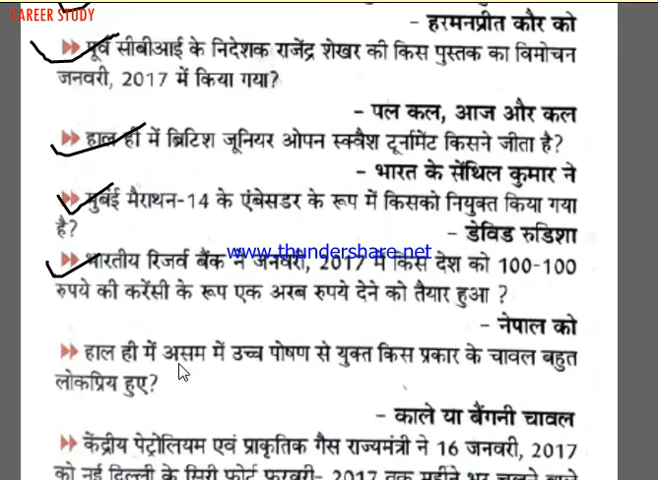 CAREER STUDY
- हरमनप्रीत कौर को
पूर्व सीबीआई के निदेशक राजेंद्र शेखर की किस पुस्तक का विमोचन
जनवरी, 2017 में किया गया?
- पल कल, आज और कल
हाल ही में ब्रिटिश जूनियर ओपन स्क्वैश टूर्नामेंट किसने जीता है?
- भारत के सेंथिल कुमार ने
मुंबई मैराथन-14 के एंबेसडर के रूप में किसको नियुक्त किया गया
है?
- डेविड रुडिशा
www.thundershare.net
भारतीय रिजर्व बैंक ने जनवरी, 2017 में किस देश को 100-100
रुपये की करेंसी के रूप एक अरब रुपये देने को तैयार हुआ ?
- नेपाल को
हाल ही में असम में उच्च पोषण से युक्त किस प्रकार के चावल बहुत
लोकप्रिय हुए?
- काले या बैंगनी चावल
केंद्रीय पेट्रोलियम एवं प्राकृतिक गैस राज्यमंत्री ने 16 जनवरी, 2017
को नई दिल्ली के सिरी फोर्ट फरवरी- 2017 तक महीने भर चलने वाले